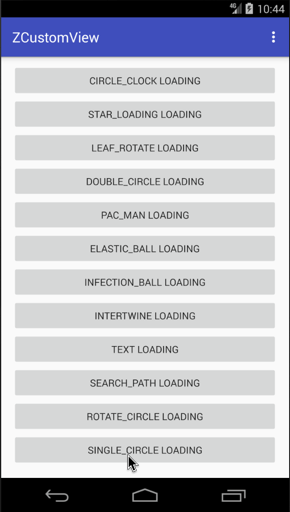 4G 10:44
ZCustomView
CIRCLE_CLOCK LOADING
STAR_LOADING LOADING
LEAF_ROTATE LOADING
DOUBLE_CIRCLE LOADING
PAC_MAN LOADING
ELASTIC_BALL LOADING
INFECTION_BALL LOADING
INTERTWINE LOADING
TEXT LOADING
SEARCH_PATH LOADING
ROTATE_CIRCLE LOADING
SINGLE_CIRCLE LOADING